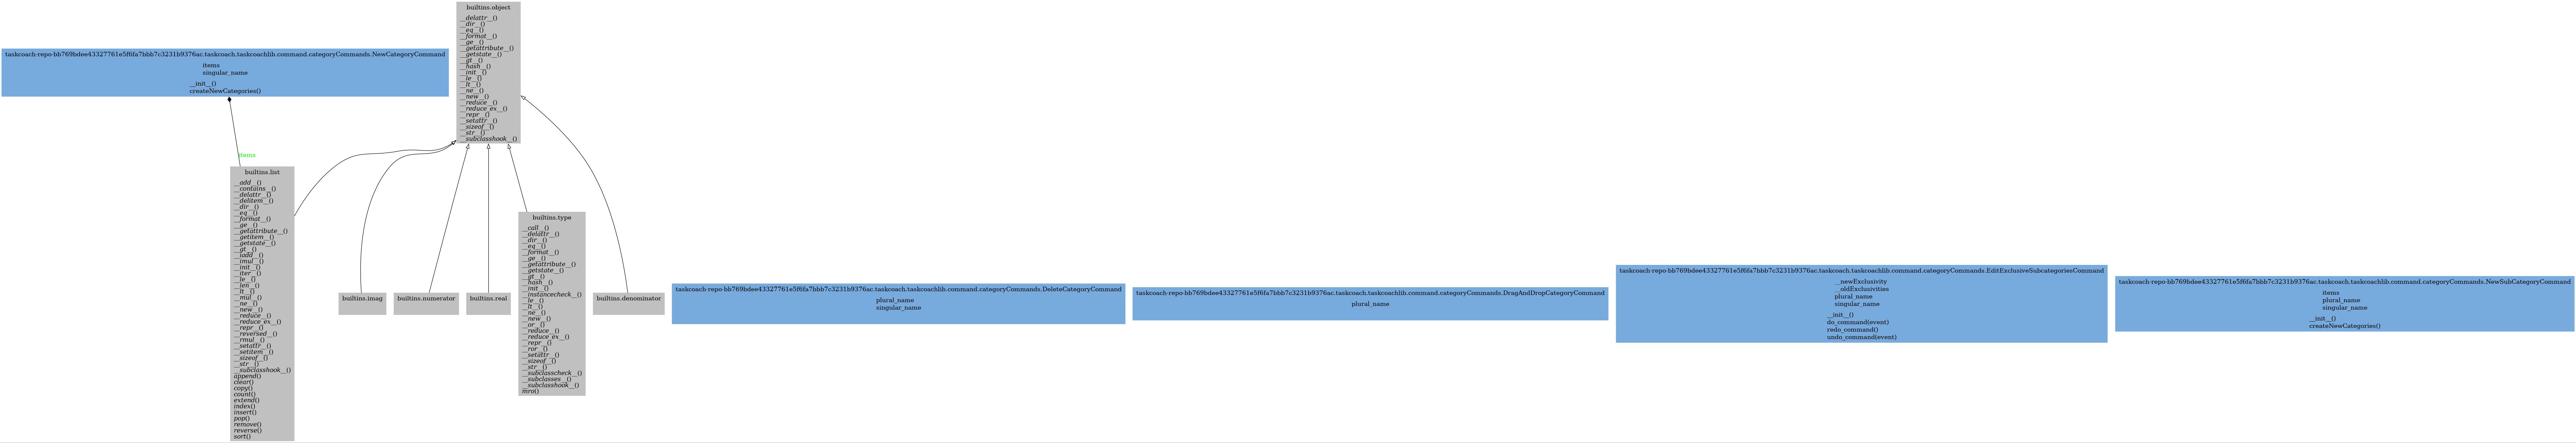 builtins.object
__delattr__()
__dir__()
__eq__()
__format__()
__ge__()
__getattribute__()
__getstate__()
__gt__()
__hash__()
__init__()
__le__()
__lt__()
__ne__()
__new__()
__reduce__()
__reduce_ex__()
__repr__()
__setattr__()
__sizeof__()
__str__()
__subclasshook__()
taskcoach-repo-bb769bdee43327761e5f6fa7bbb7c3231b9376ac.taskcoach.taskcoachlib.command.categoryCommands.NewCategoryCommand
items
singular_name
__init__()
createNewCategories()
items
builtins.list
__add__()
__contains__()
__delattr__()
__delitem__()
__dir__()
__eq__()
__format__()
__ge__()
__getattribute__()
__getitem__()
__getstate__()
__gt__()
__iadd__()
__imul__()
__init__()
__iter__()
__le__()
__len__()
__lt__()
__mul__()
__ne__()
__new__()
__reduce__()
__reduce_ex__()
__repr__()
__reversed__()
__rmul__()
__setattr__()
__setitem__()
__sizeof__()
__str__()
__subclasshook__()
append()
clear()
copy()
count()
extend()
index()
insert()
pop()
remove()
reverse()
sort()
builtins.imag
builtins.numerator
builtins.real
builtins.type
__call__()
__delattr__()
__dir__()
__eq__()
__format__()
__ge__()
__getattribute__()
__getstate__()
__gt__()
__hash__()
__init__()
__instancecheck__()
__le__()
__lt__()
__ne__()
__new__()
__or__()
__reduce__()
__reduce_ex__()
__repr__()
__ror__()
__setattr__()
__sizeof__()
__str__()
__subclasscheck__()
__subclasses__()
__subclasshook__()
mro()
builtins.denominator
taskcoach-repo-bb769bdee43327761e5f6fa7bbb7c3231b9376ac.taskcoach.taskcoachlib.command.categoryCommands.DeleteCategoryCommand
plural_name
singular_name
taskcoach-repo-bb769bdee43327761e5f6fa7bbb7c3231b9376ac.taskcoach.taskcoachlib.command.categoryCommands.DragAndDropCategoryCommand
plural_name
taskcoach-repo-bb769bdee43327761e5f6fa7bbb7c3231b9376ac.taskcoach.taskcoachlib.command.categoryCommands.EditExclusiveSubcategoriesCommand
__newExclusivity
__oldExclusivities
plural_name
singular_name
__init__()
do_command(event)
redo_command()
undo_command(event)
taskcoach-repo-bb769bdee43327761e5f6fa7bbb7c3231b9376ac.taskcoach.taskcoachlib.command.categoryCommands.NewSubCategoryCommand
items
plural_name
singular_name
__init__()
createNewCategories()